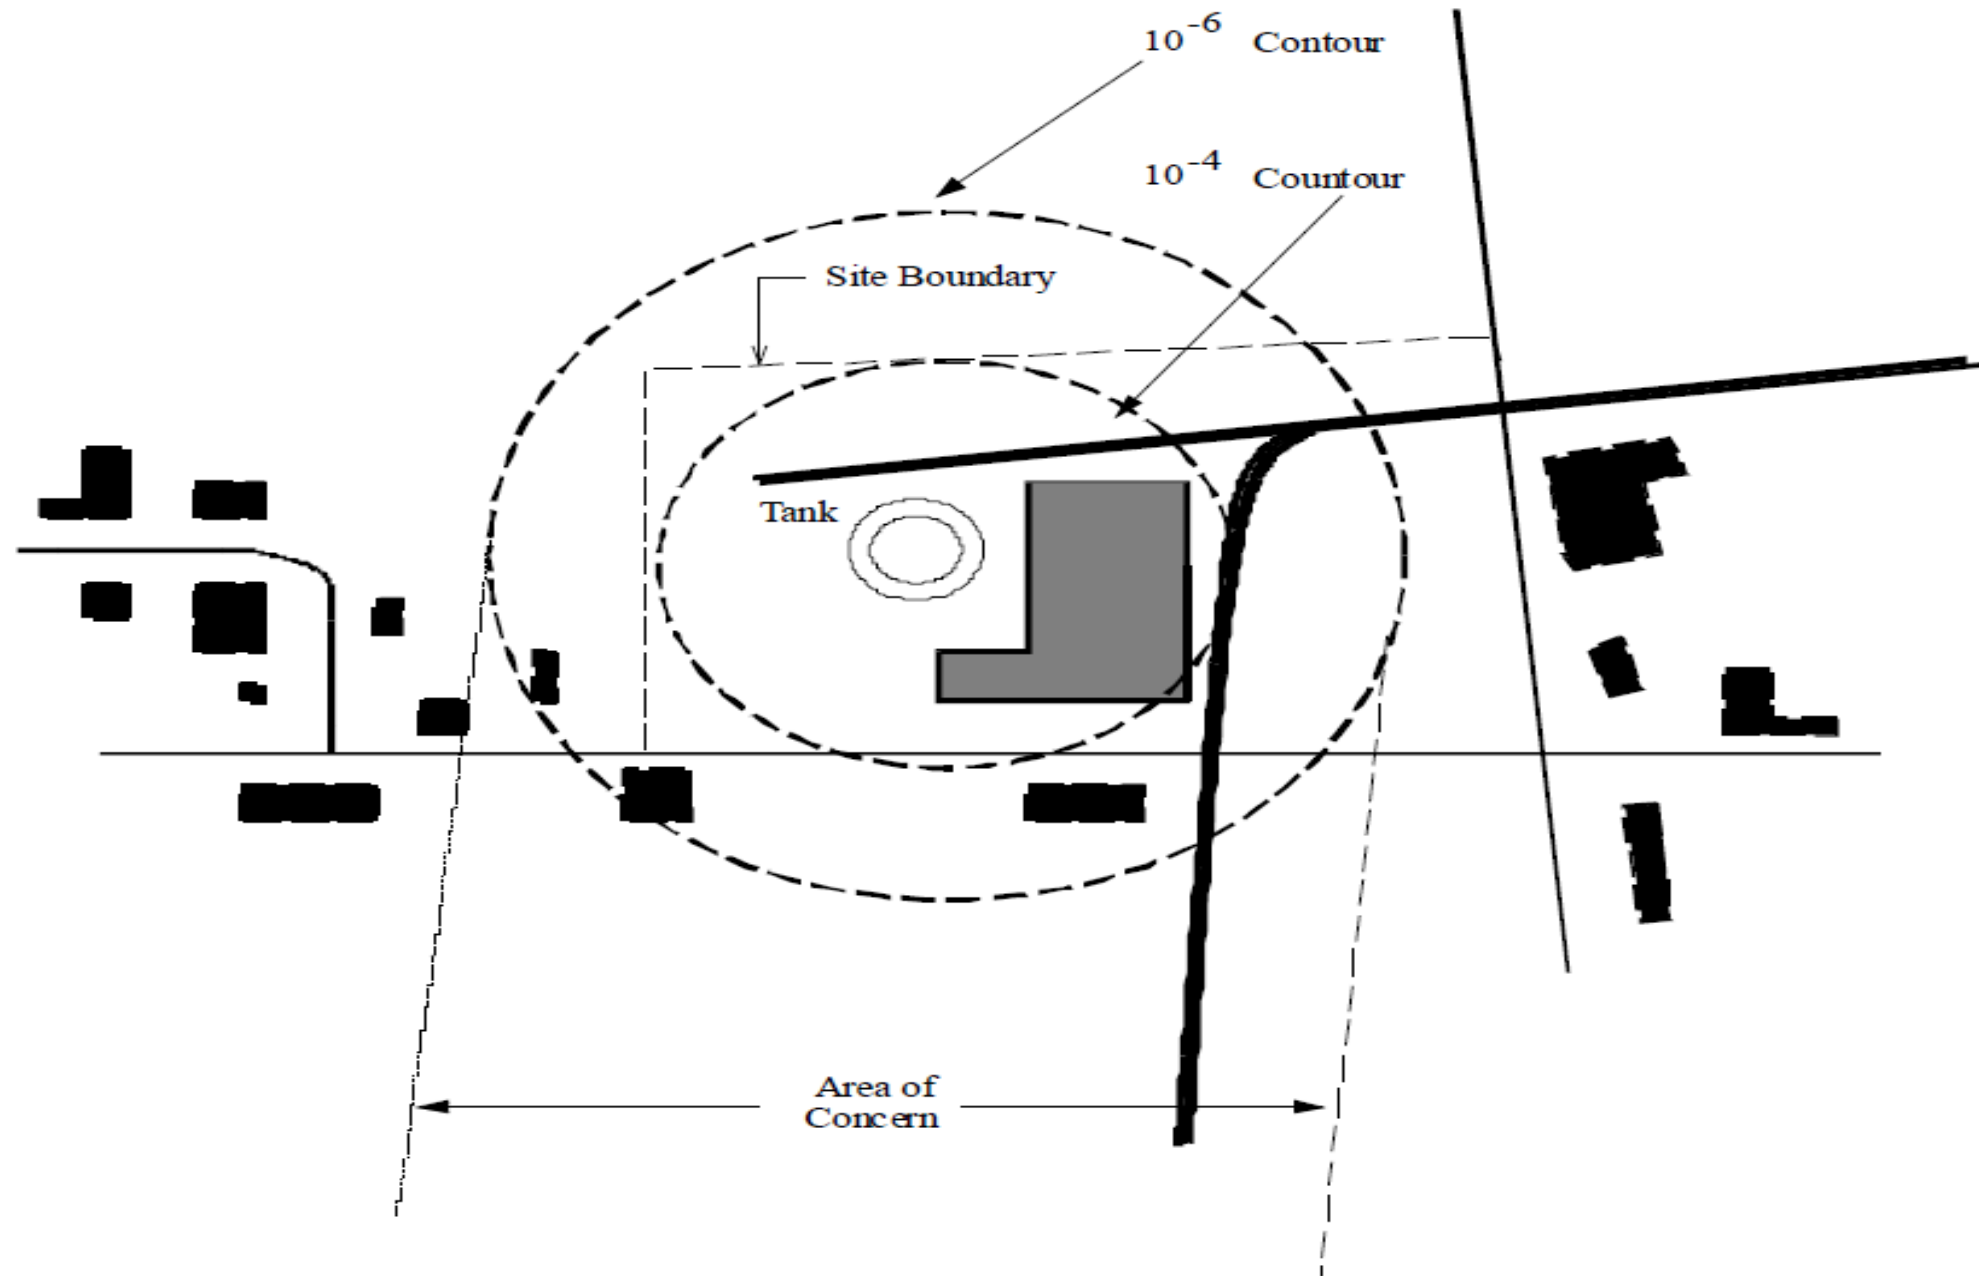 10⁻⁶ Contour
10⁻⁴ Countour
Site Boundary
Tank
Area of
Concern